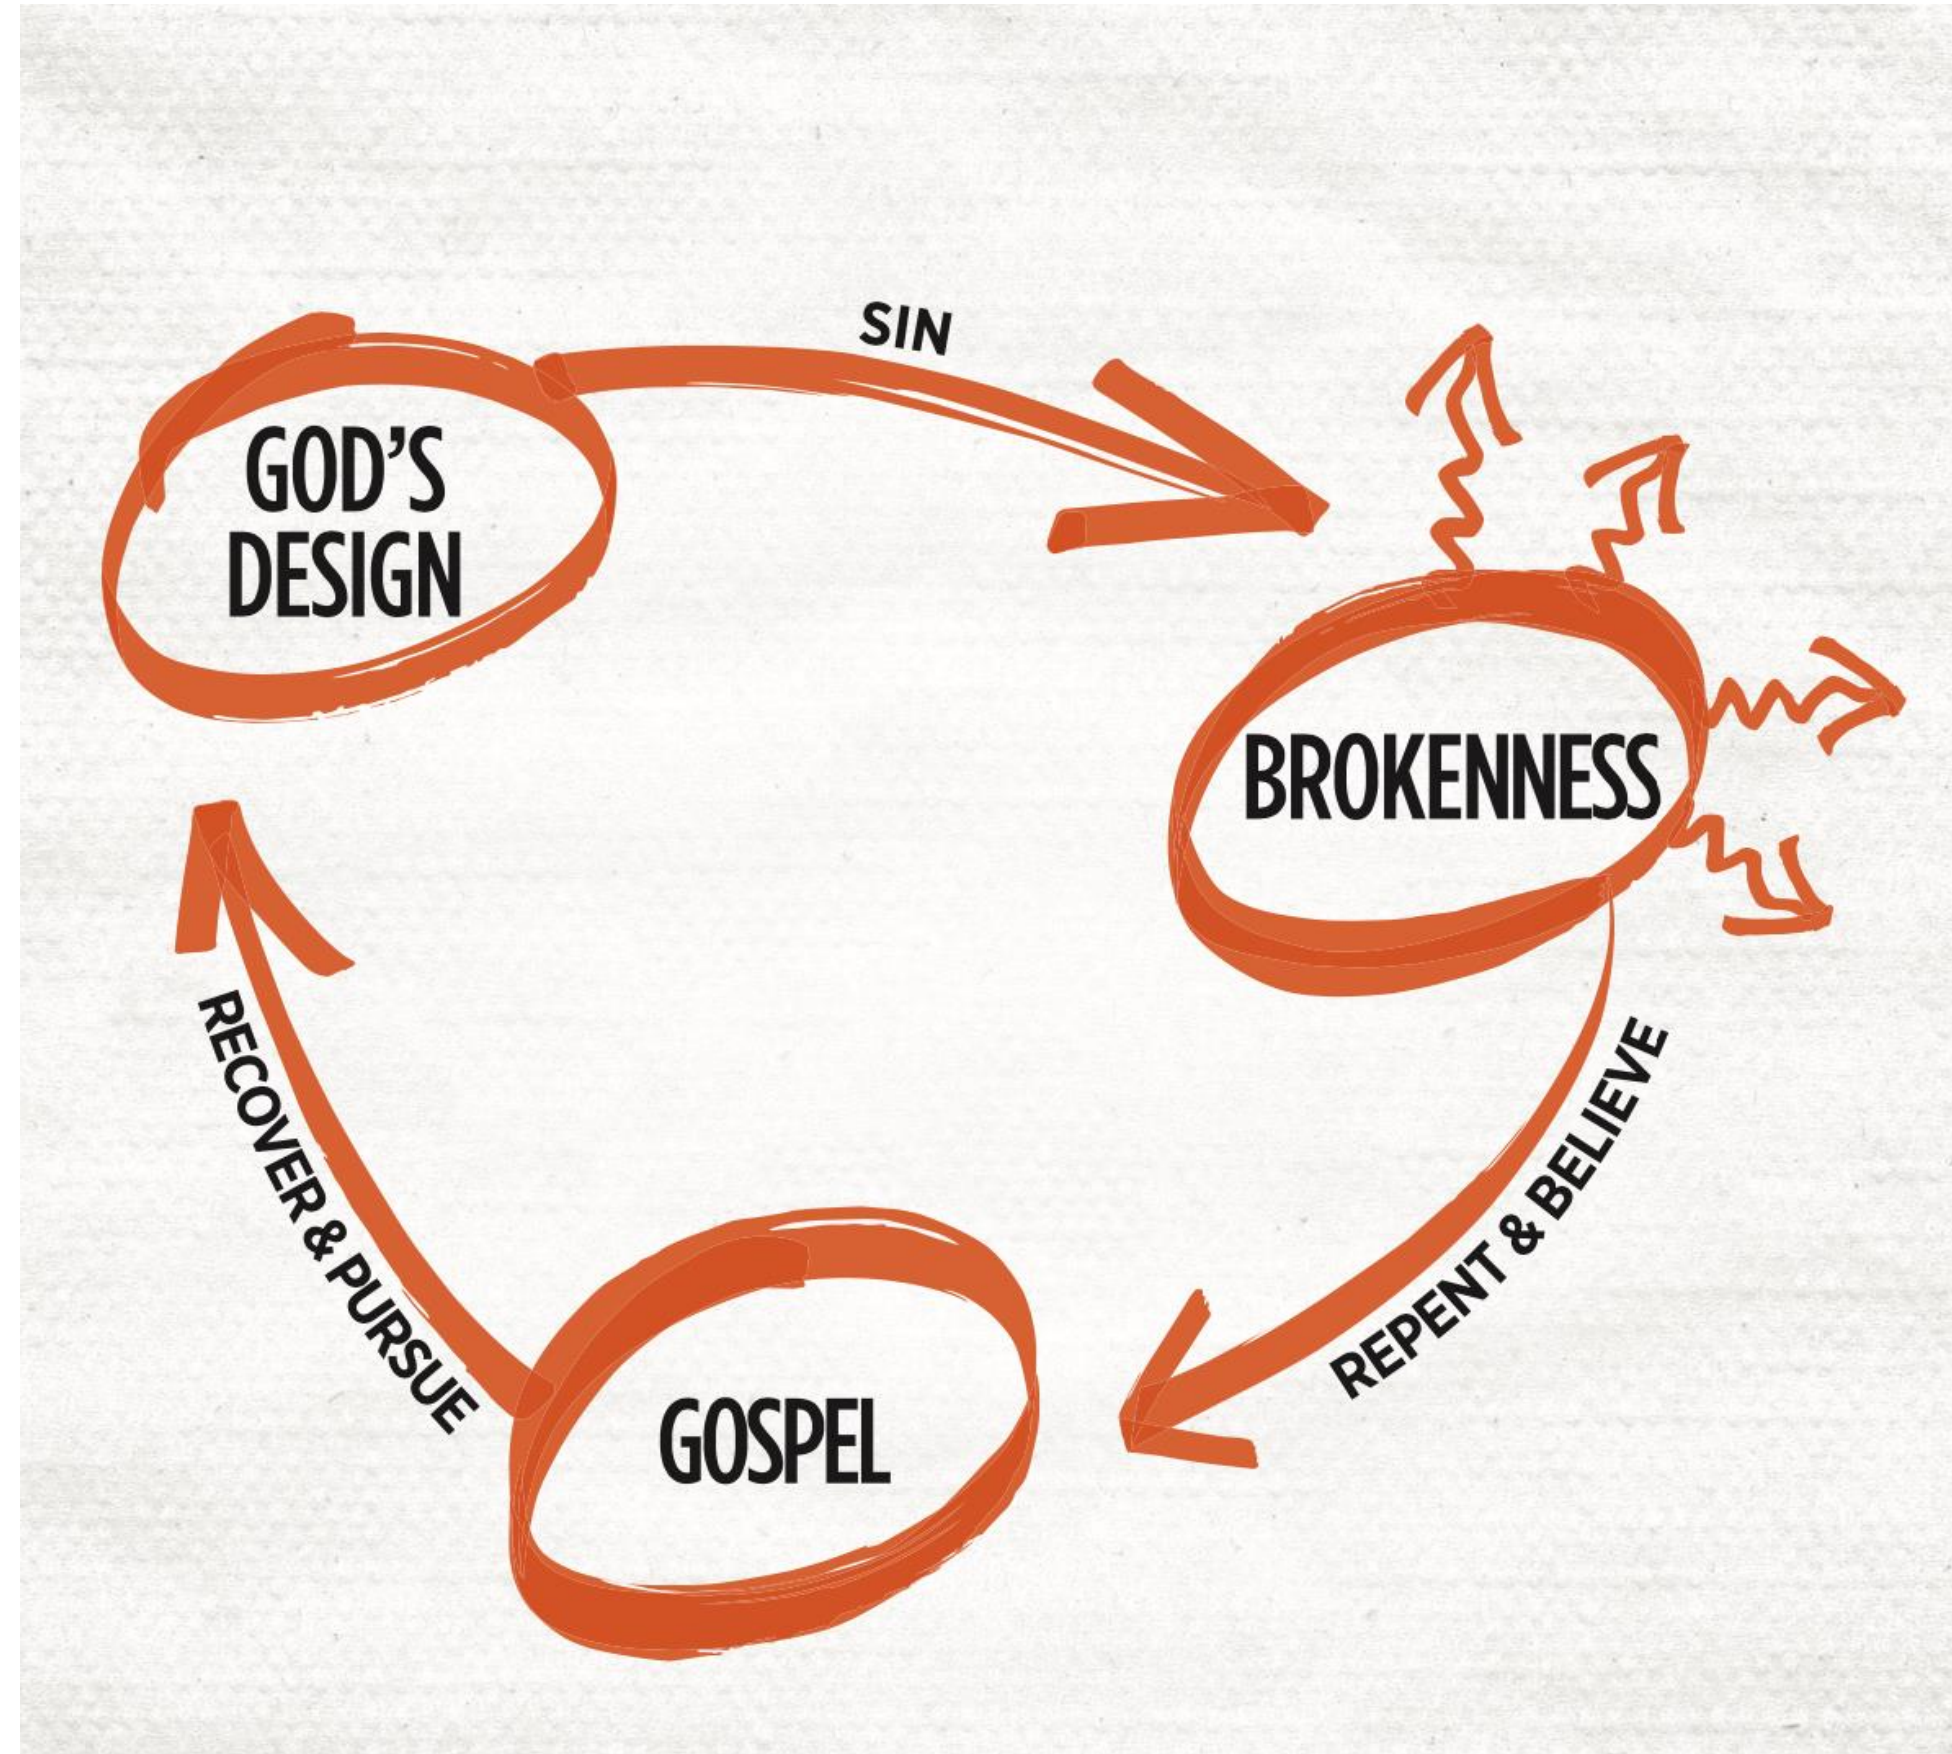 SIN
GOD'S
DESIGN
BROKENNESS
REPENT & BELIEVE
GOSPEL
RECOVER & PURSUE